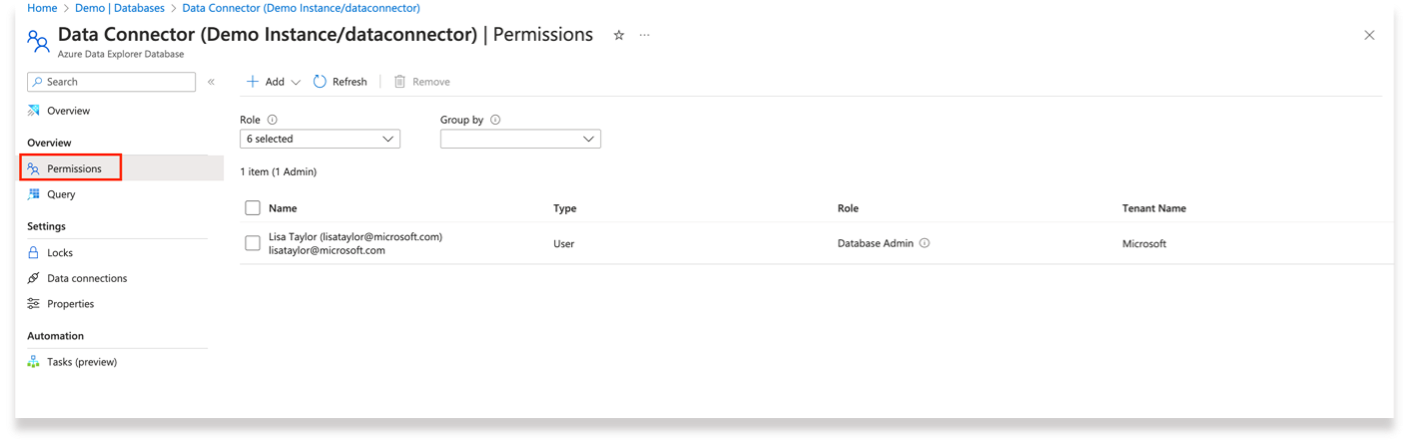 Home > Demo | Databases > Data Connector (Demo Instance/dataconnector)
Data Connector (Demo Instance/dataconnector) | Permissions
Azure Data Explorer Database
Search
Overview
Overview
Permissions
Query
Settings
Locks
Data connections
Properties
Automation
Tasks (preview)
Add Refresh Remove
Role Group by
6 selected
1 item (1 Admin)
Name Type Role Tenant Name
Lisa Taylor (lisataylor@microsoft.com)
lisataylor@microsoft.com
User Database Admin Microsoft